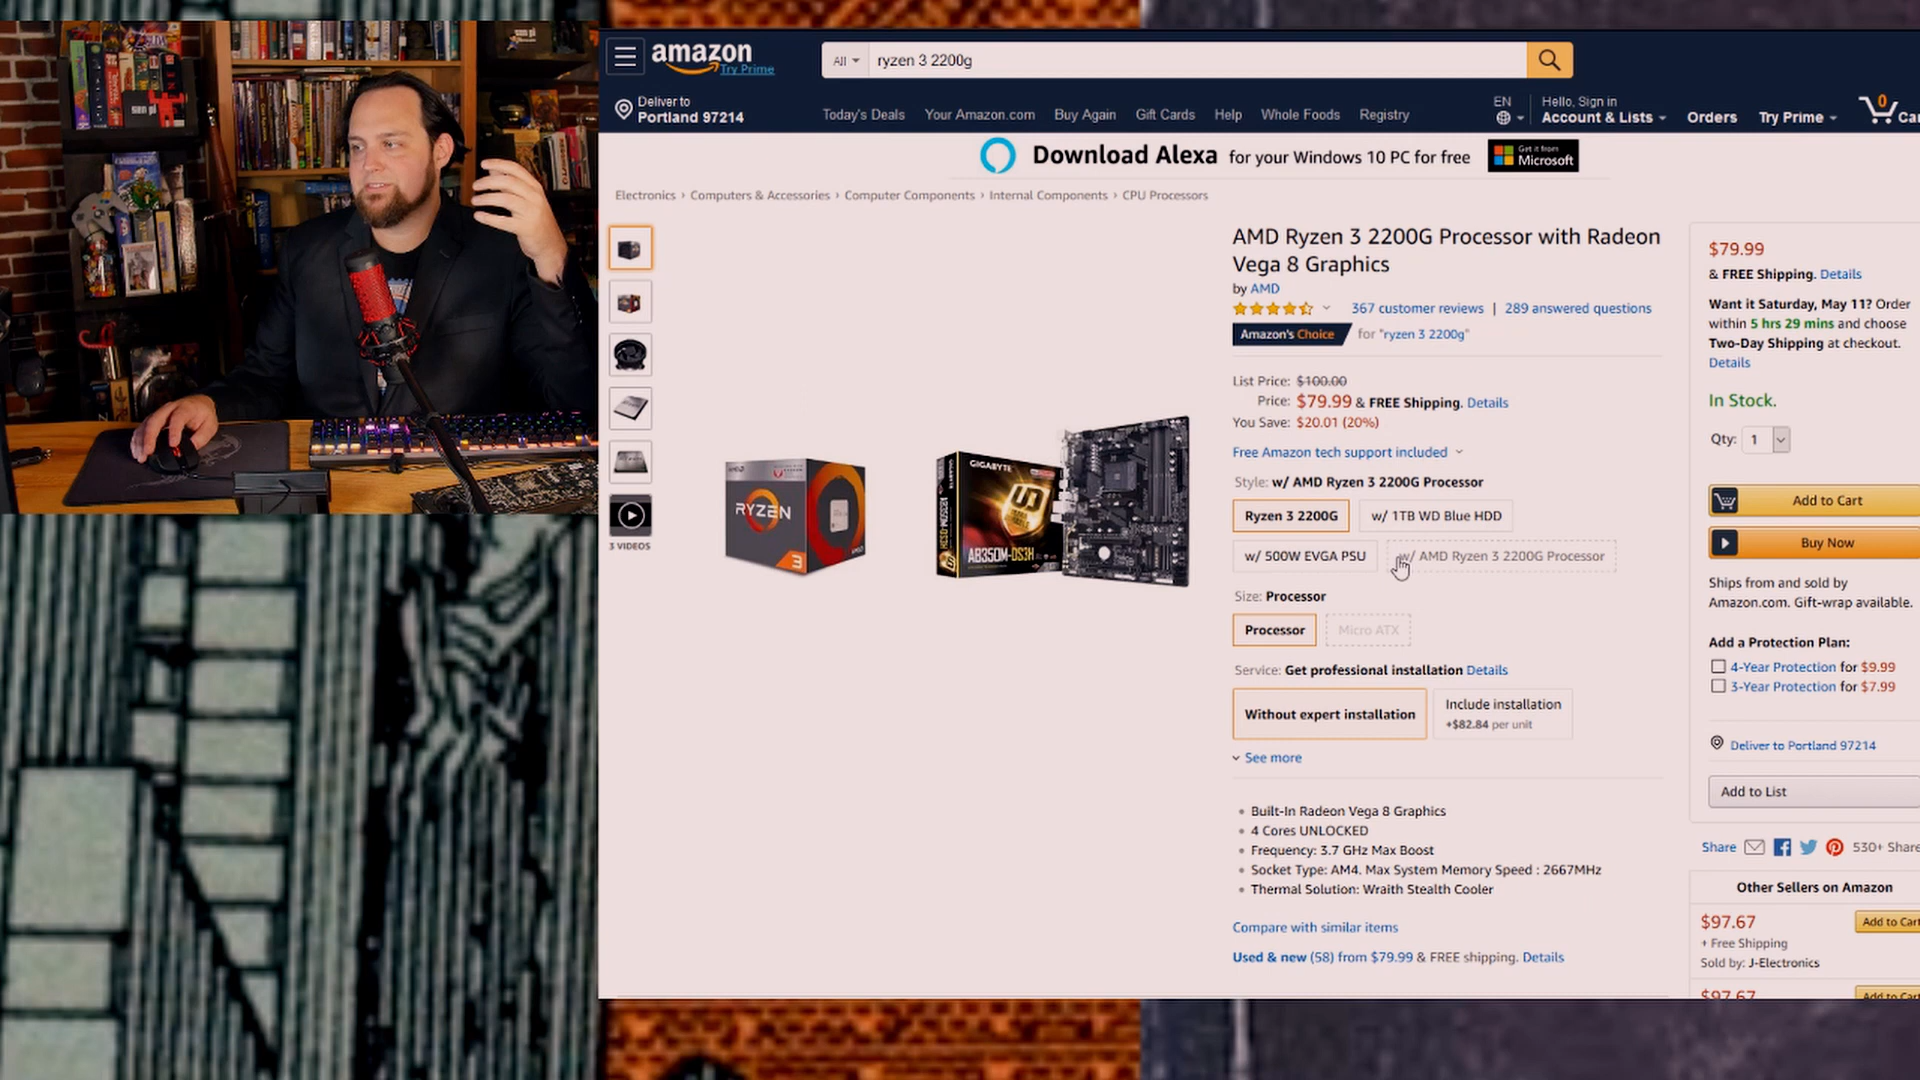 amazon
Try Prime
All
ryzen 3 2200g
Deliver to
Portland 97214
Today's Deals
Your Amazon.com
Buy Again
Gift Cards
Help
Whole Foods
Registry
EN
Hello, Sign in
Account & Lists
Orders
Try Prime
0
Download Alexa for your Windows 10 PC for free
Get it from
Microsoft
Electronics › Computers & Accessories › Computer Components › Internal Components › CPU Processors
3 VIDEOS
AMD
RYZEN
3
GIGABYTE
AB350M-DS3H
AMD Ryzen 3 2200G Processor with Radeon
Vega 8 Graphics
by AMD
367 customer reviews | 289 answered questions
Amazon's Choice for "ryzen 3 2200g"
List Price: $100.00
Price: $79.99 & FREE Shipping. Details
You Save: $20.01 (20%)
Free Amazon tech support included
Style: w/ AMD Ryzen 3 2200G Processor
Ryzen 3 2200G
w/ 1TB WD Blue HDD
w/ 500W EVGA PSU
w/ AMD Ryzen 3 2200G Processor
Size: Processor
Processor
Micro ATX
Service: Get professional installation Details
Without expert installation
Include installation
+$82.84 per unit
See more
• Built-In Radeon Vega 8 Graphics
• 4 Cores UNLOCKED
• Frequency: 3.7 GHz Max Boost
• Socket Type: AM4. Max System Memory Speed : 2667MHz
• Thermal Solution: Wraith Stealth Cooler
Compare with similar items
Used & new (58) from $79.99 & FREE shipping. Details
$79.99
& FREE Shipping. Details
Want it Saturday, May 11? Order
within 5 hrs 29 mins and choose
Two-Day Shipping at checkout.
Details
In Stock.
Qty: 1
Add to Cart
Buy Now
Ships from and sold by
Amazon.com. Gift-wrap available.
Add a Protection Plan:
4-Year Protection for $9.99
3-Year Protection for $7.99
Deliver to Portland 97214
Add to List
Share
530+ Share
Other Sellers on Amazon
$97.67
Add to Cart
+ Free Shipping
Sold by: J-Electronics
$97.67
Add to Cart